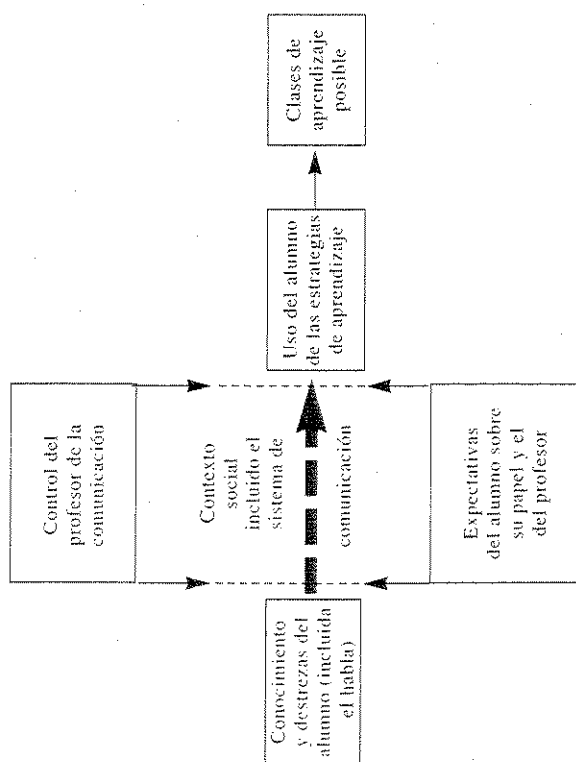 Control del
profesor de la
comunicación
Conocimiento
y destrezas del
alumno (incluida
el habla)
Contexto
social
incluido el
sistema de
comunicación
Uso del alumno
de las estrategias
de aprendizaje
Clases de
aprendizaje
posible
Expectativas
del alumno sobre
su papel y el
del profesor